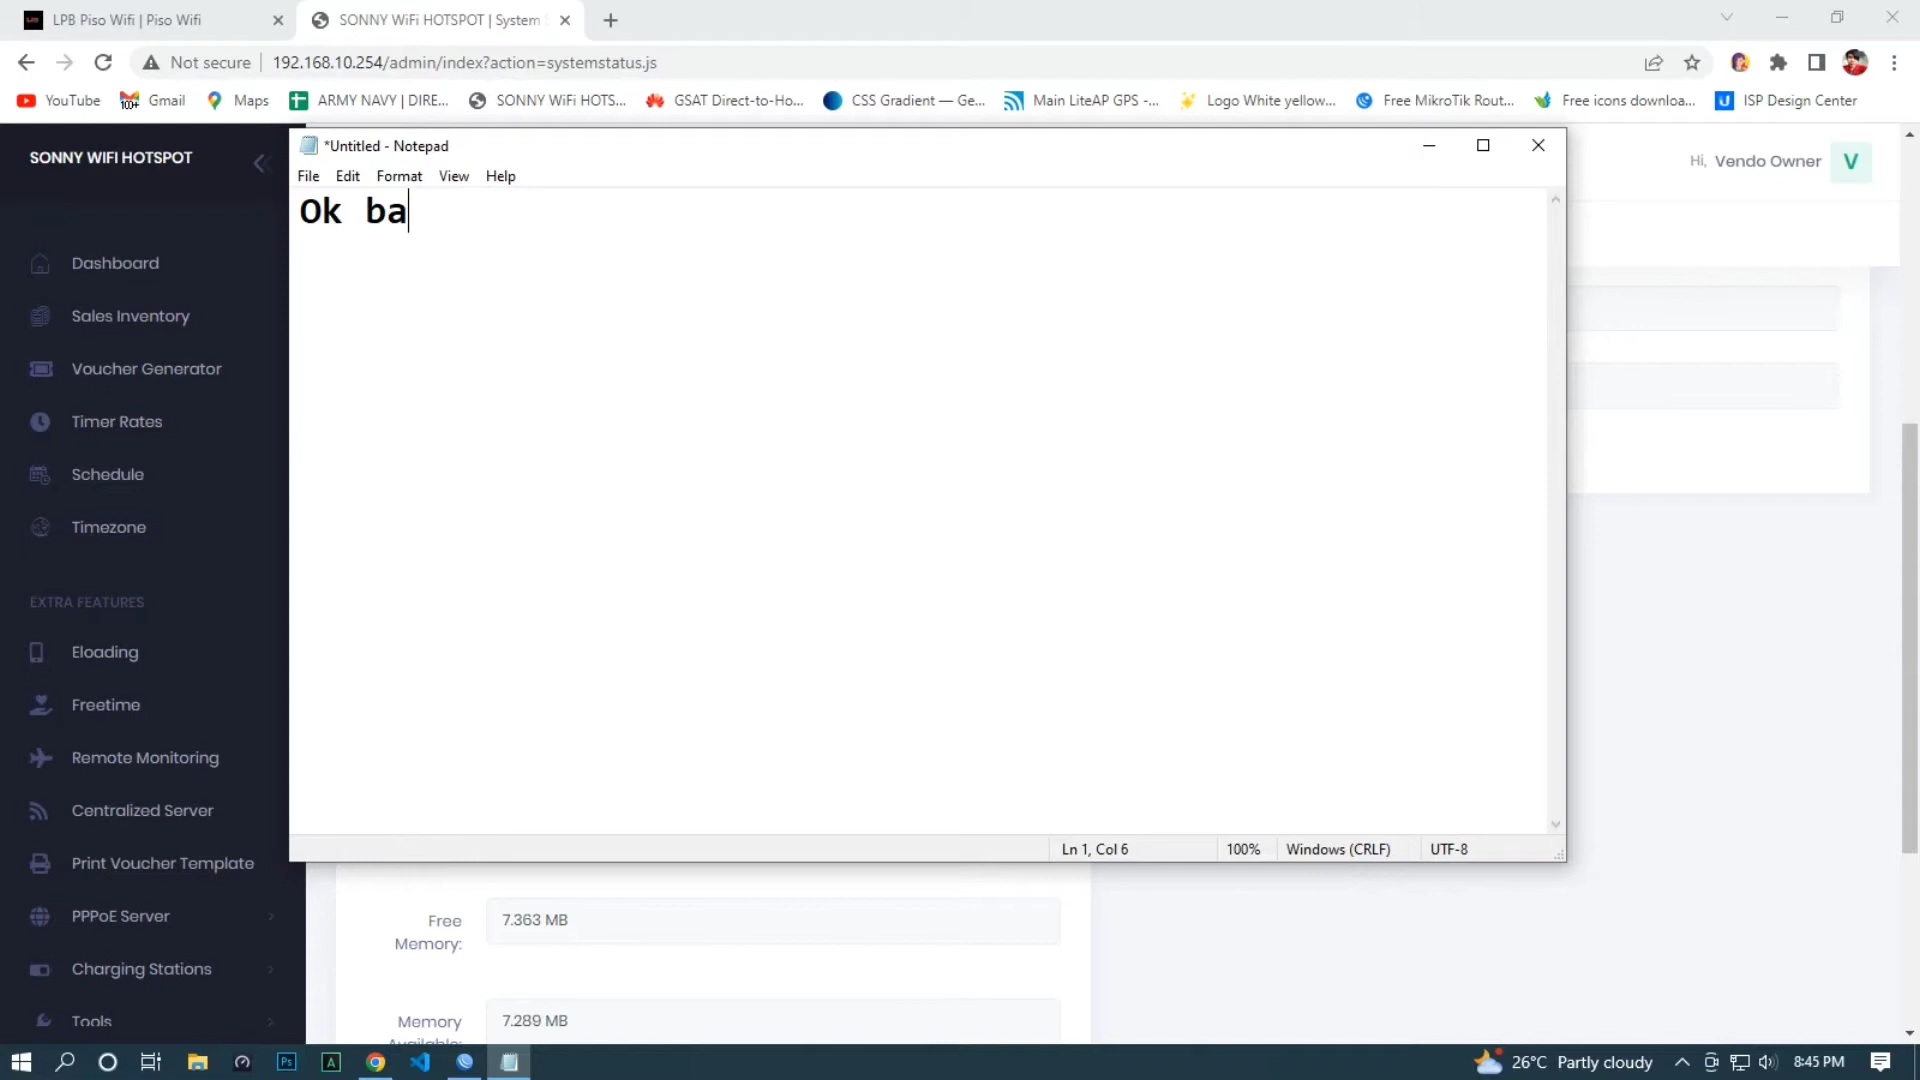 LPB Piso Wifi | Piso Wifi
SONNY WiFi HOTSPOT | System
Not secure
192.168.10.254/admin/index?action=systemstatus.js
YouTube
Gmail
Maps
ARMY NAVY | DIRE...
SONNY WiFi HOTS...
GSAT Direct-to-Ho...
CSS Gradient — Ge...
Main LiteAP GPS -...
Logo White yellow...
Free MikroTik Rout...
Free icons downloa...
ISP Design Center
SONNY WIFI HOTSPOT
Hi, Vendo Owner
V
*Untitled - Notepad
File Edit Format View Help
Ok ba
Dashboard
Sales Inventory
Voucher Generator
Timer Rates
Schedule
Timezone
EXTRA FEATURES
Eloading
Freetime
Remote Monitoring
Centralized Server
Print Voucher Template
PPPoE Server
Charging Stations
Tools
Ln 1, Col 6
100%
Windows (CRLF)
UTF-8
Free
Memory:
7.363 MB
Memory
Available:
7.289 MB
26°C Partly cloudy
8:45 PM